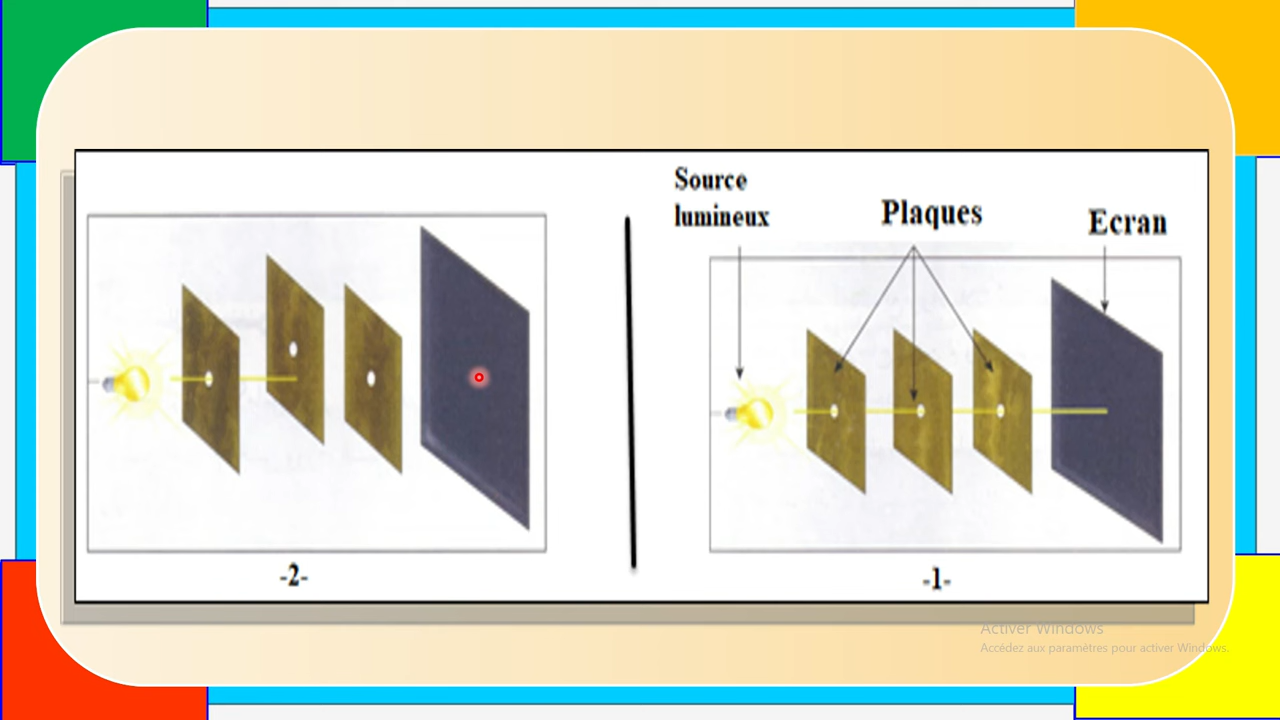 Source
lumineux
Plaques
Ecran
-2-
-1-
Activer Windows
Accédez aux paramètres pour activer Windows.